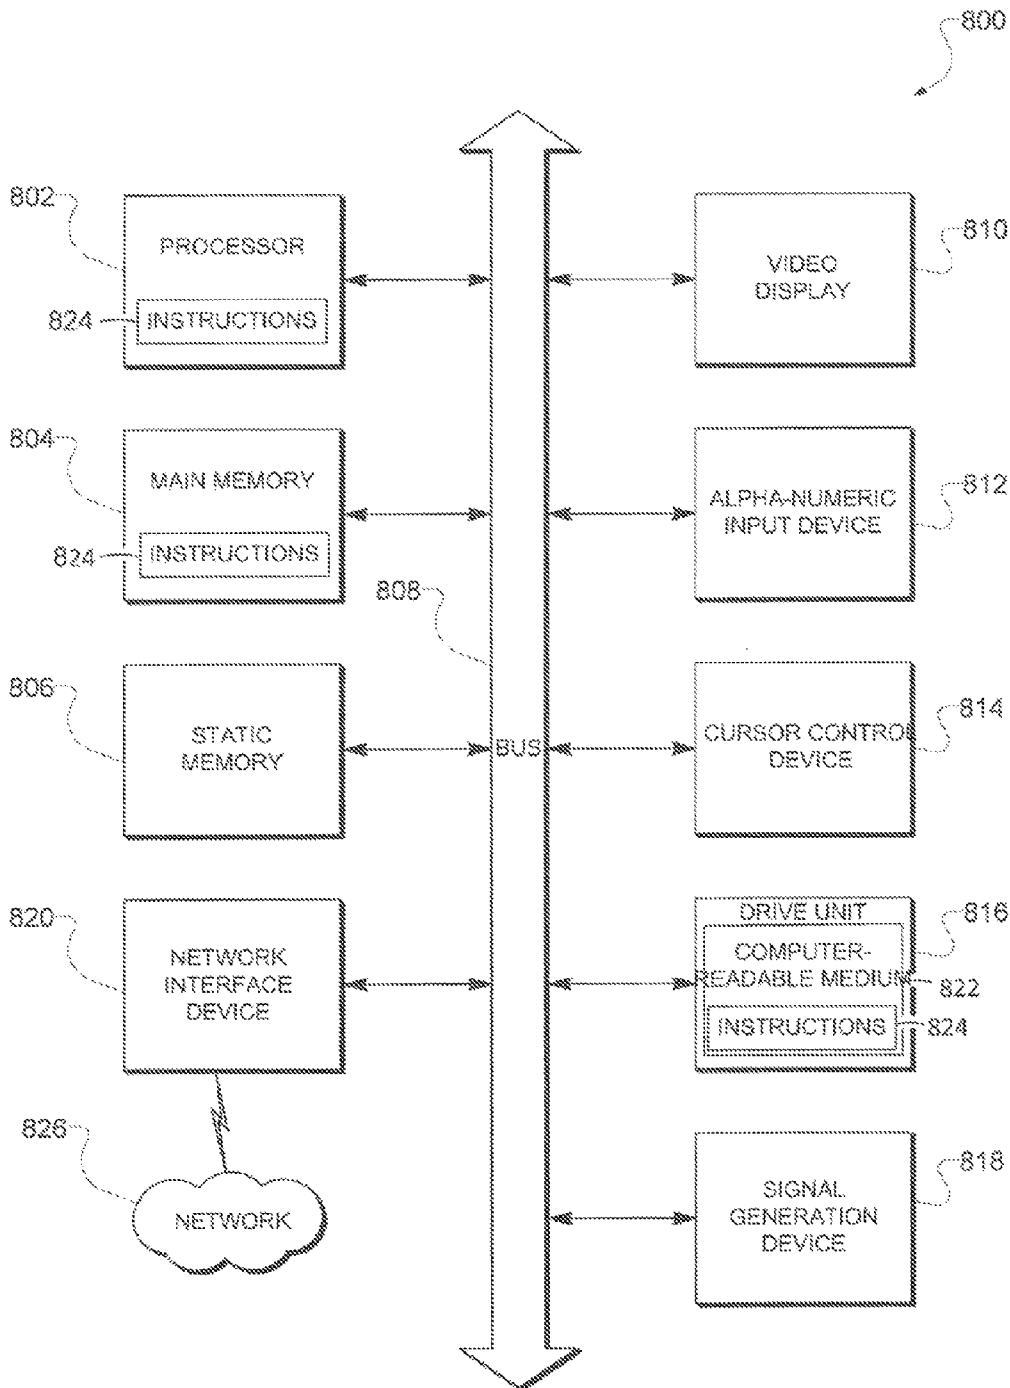 800
802
PROCESSOR
824
INSTRUCTIONS
804
MAIN MEMORY
824
INSTRUCTIONS
808
806
STATIC
MEMORY
BUS
820
NETWORK
INTERFACE
DEVICE
826
NETWORK
810
VIDEO
DISPLAY
812
ALPHA-NUMERIC
INPUT DEVICE
814
CURSOR CONTROL
DEVICE
816
DRIVE UNIT
COMPUTER-
READABLE MEDIUM
822
INSTRUCTIONS
824
818
SIGNAL
GENERATION
DEVICE